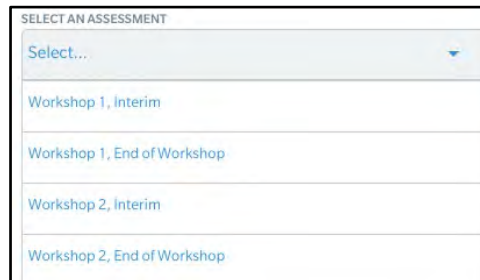 SELECT AN ASSESSMENT
Select...
Workshop 1, Interim
Workshop 1, End of Workshop
Workshop 2, Interim
Workshop 2, End of Workshop